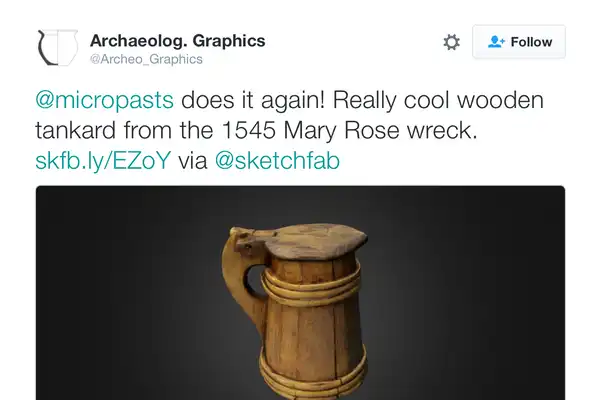 Archaeolog. Graphics
@Archeo_Graphics
Follow
@micropasts does it again! Really cool wooden
tankard from the 1545 Mary Rose wreck.
skfb.ly/EZoY via @sketchfab